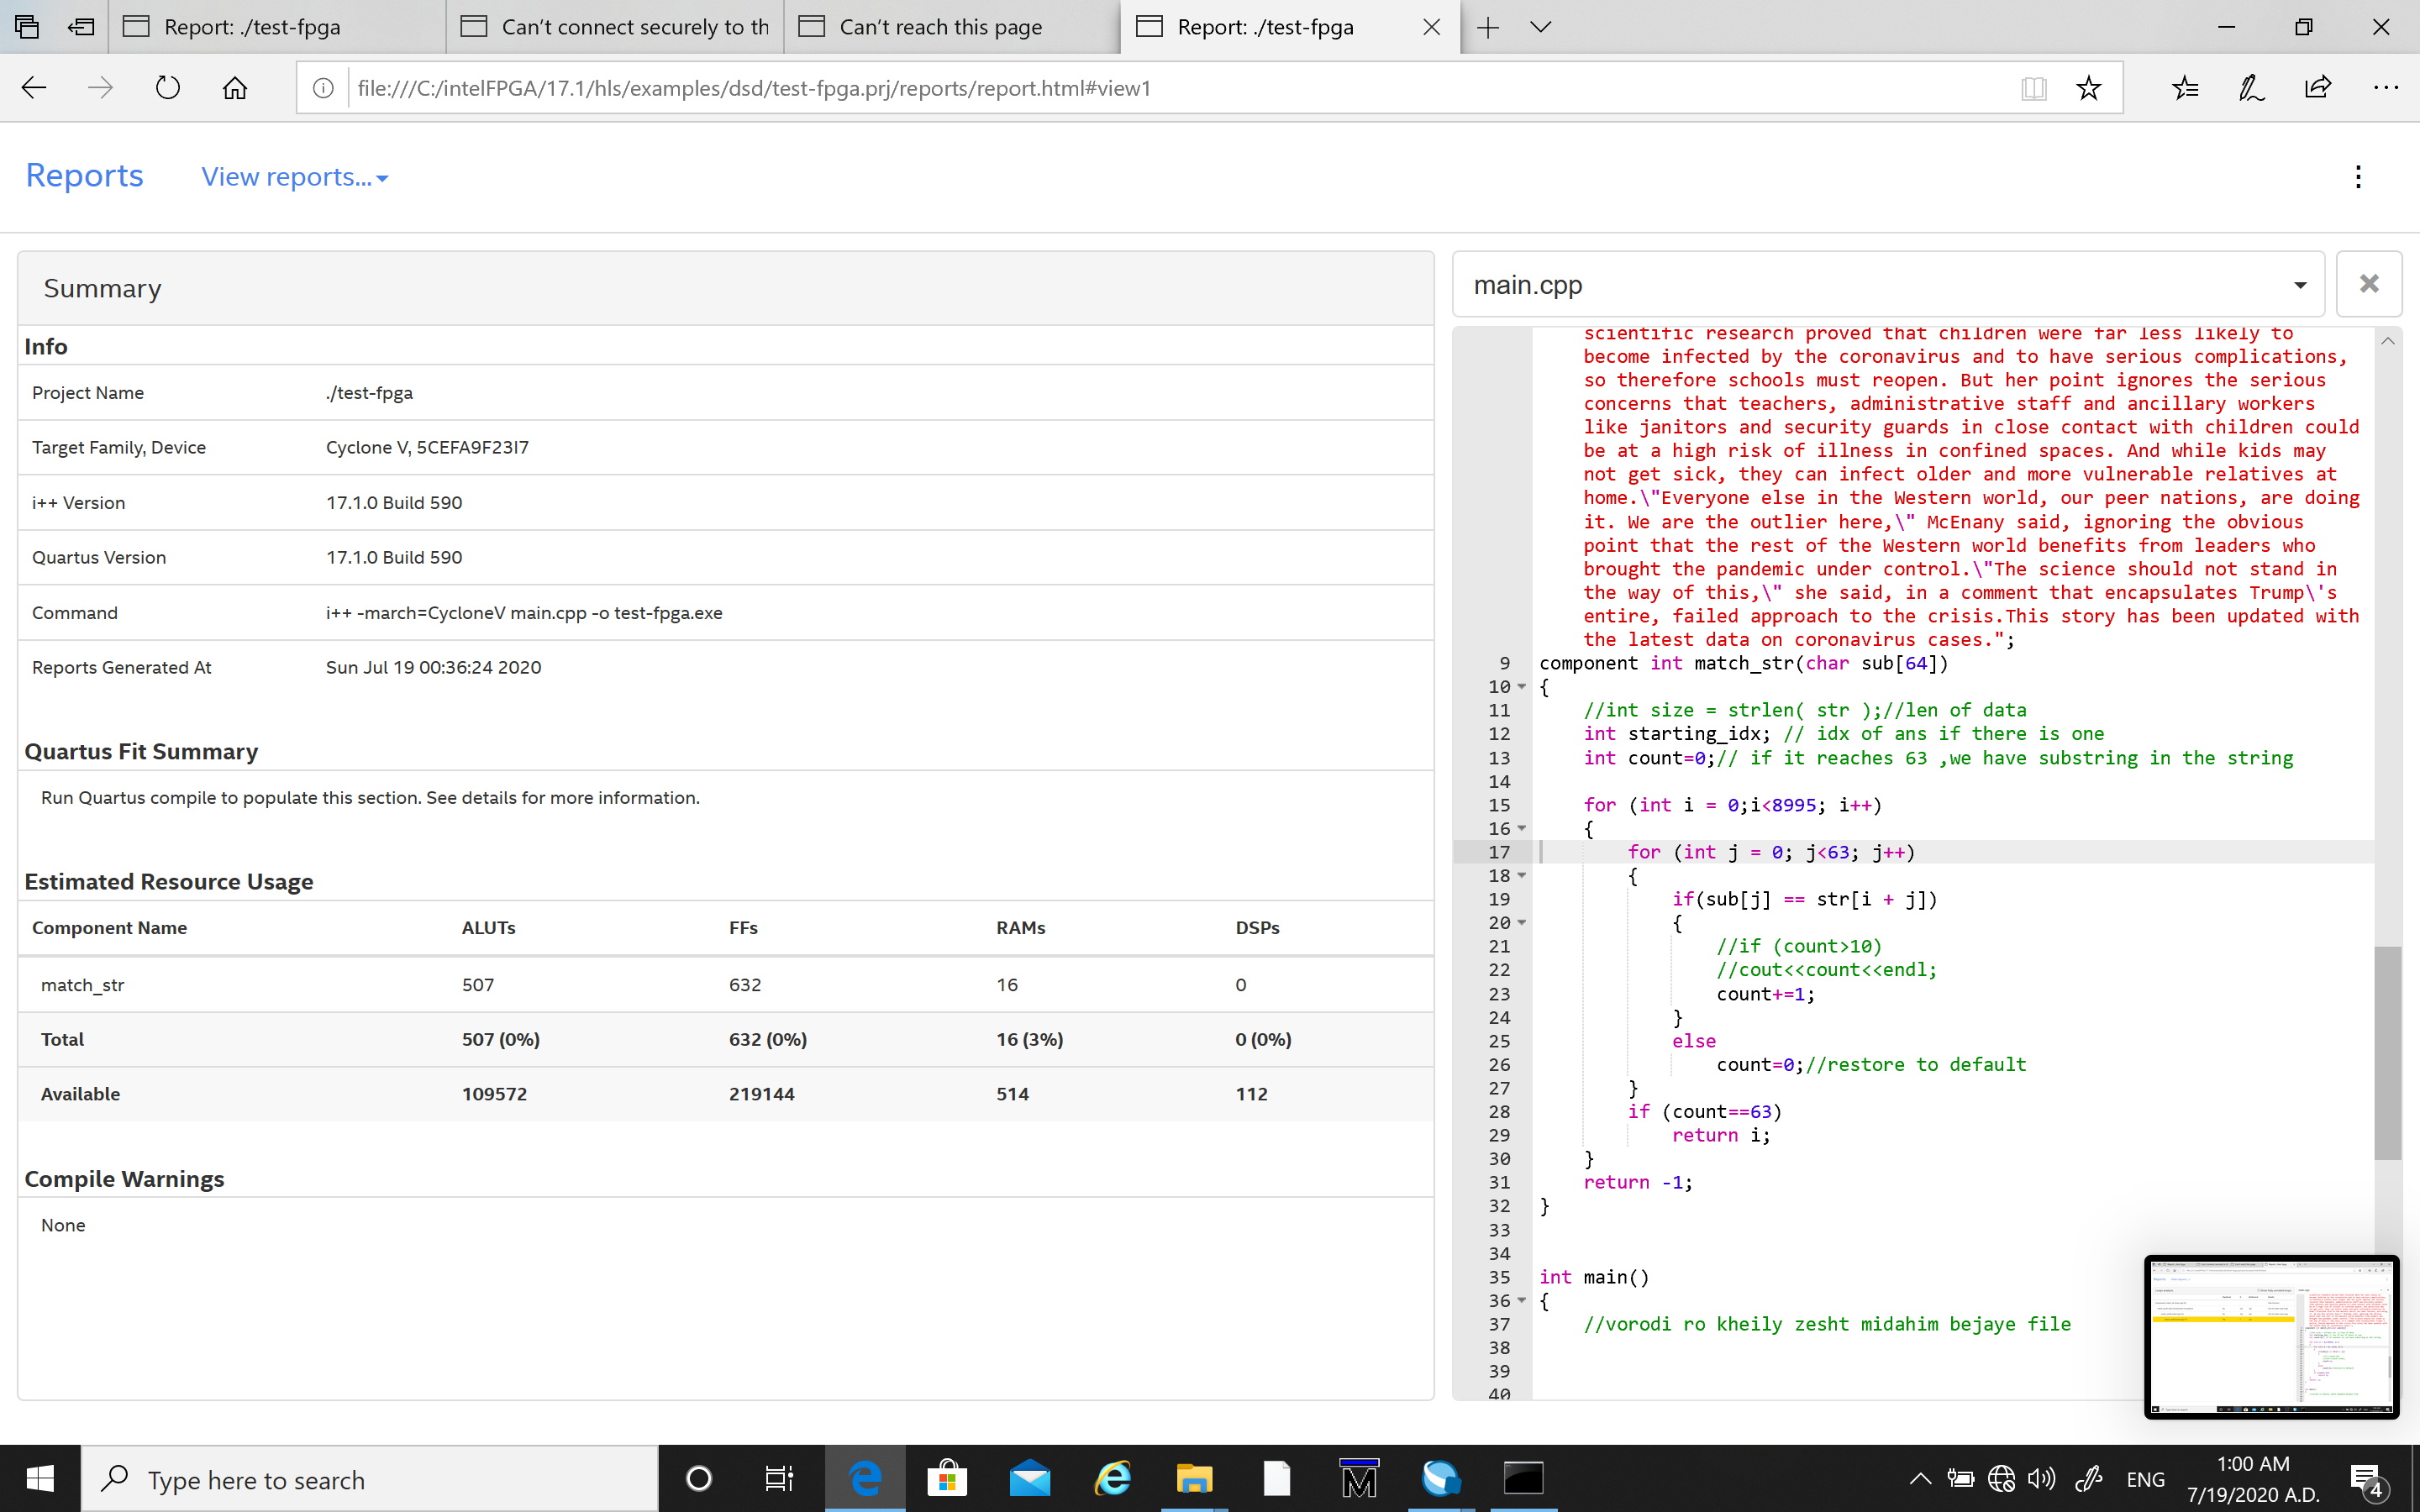 Report: ./test-fpga
Can't connect securely to th
Can't reach this page
Report: ./test-fpga
file:///C:/intelFPGA/17.1/hls/examples/dsd/test-fpga.prj/reports/report.html#view1
Reports View reports...
Summary
Info
Project Name ./test-fpga
Target Family, Device Cyclone V, 5CEFA9F23I7
i++ Version 17.1.0 Build 590
Quartus Version 17.1.0 Build 590
Command i++ -march=CycloneV main.cpp -o test-fpga.exe
Reports Generated At Sun Jul 19 00:36:24 2020
Quartus Fit Summary
Run Quartus compile to populate this section. See details for more information.
Estimated Resource Usage
Component Name ALUTs FFs RAMs DSPs
match_str 507 632 16 0
Total 507 (0%) 632 (0%) 16 (3%) 0 (0%)
Available 109572 219144 514 112
Compile Warnings
None
main.cpp
scientific research proved that children were far less likely to
become infected by the coronavirus and to have serious complications,
so therefore schools must reopen. But her point ignores the serious
concerns that teachers, administrative staff and ancillary workers
like janitors and security guards in close contact with children could
be at a high risk of illness in confined spaces. And while kids may
not get sick, they can infect older and more vulnerable relatives at
home.\"Everyone else in the Western world, our peer nations, are doing
it. We are the outlier here,\" McEnany said, ignoring the obvious
point that the rest of the Western world benefits from leaders who
brought the pandemic under control.\"The science should not stand in
the way of this,\" she said, in a comment that encapsulates Trump\'s
entire, failed approach to the crisis.This story has been updated with
the latest data on coronavirus cases.";
9 component int match_str(char sub[64])
10 {
11 //int size = strlen( str );//len of data
12 int starting_idx; // idx of ans if there is one
13 int count=0;// if it reaches 63 ,we have substring in the string
14
15 for (int i = 0;i<8995; i++)
16 {
17 for (int j = 0; j<63; j++)
18 {
19 if(sub[j] == str[i + j])
20 {
21 //if (count>10)
22 //cout<<count<<endl;
23 count+=1;
24 }
25 else
26 count=0;//restore to default
27 }
28 if (count==63)
29 return i;
30 }
31 return -1;
32 }
33
34
35 int main()
36 {
37 //vorodi ro kheily zesht midahim bejaye file
38
39
40
Type here to search
ENG
1:00 AM
7/19/2020 A.D.
4